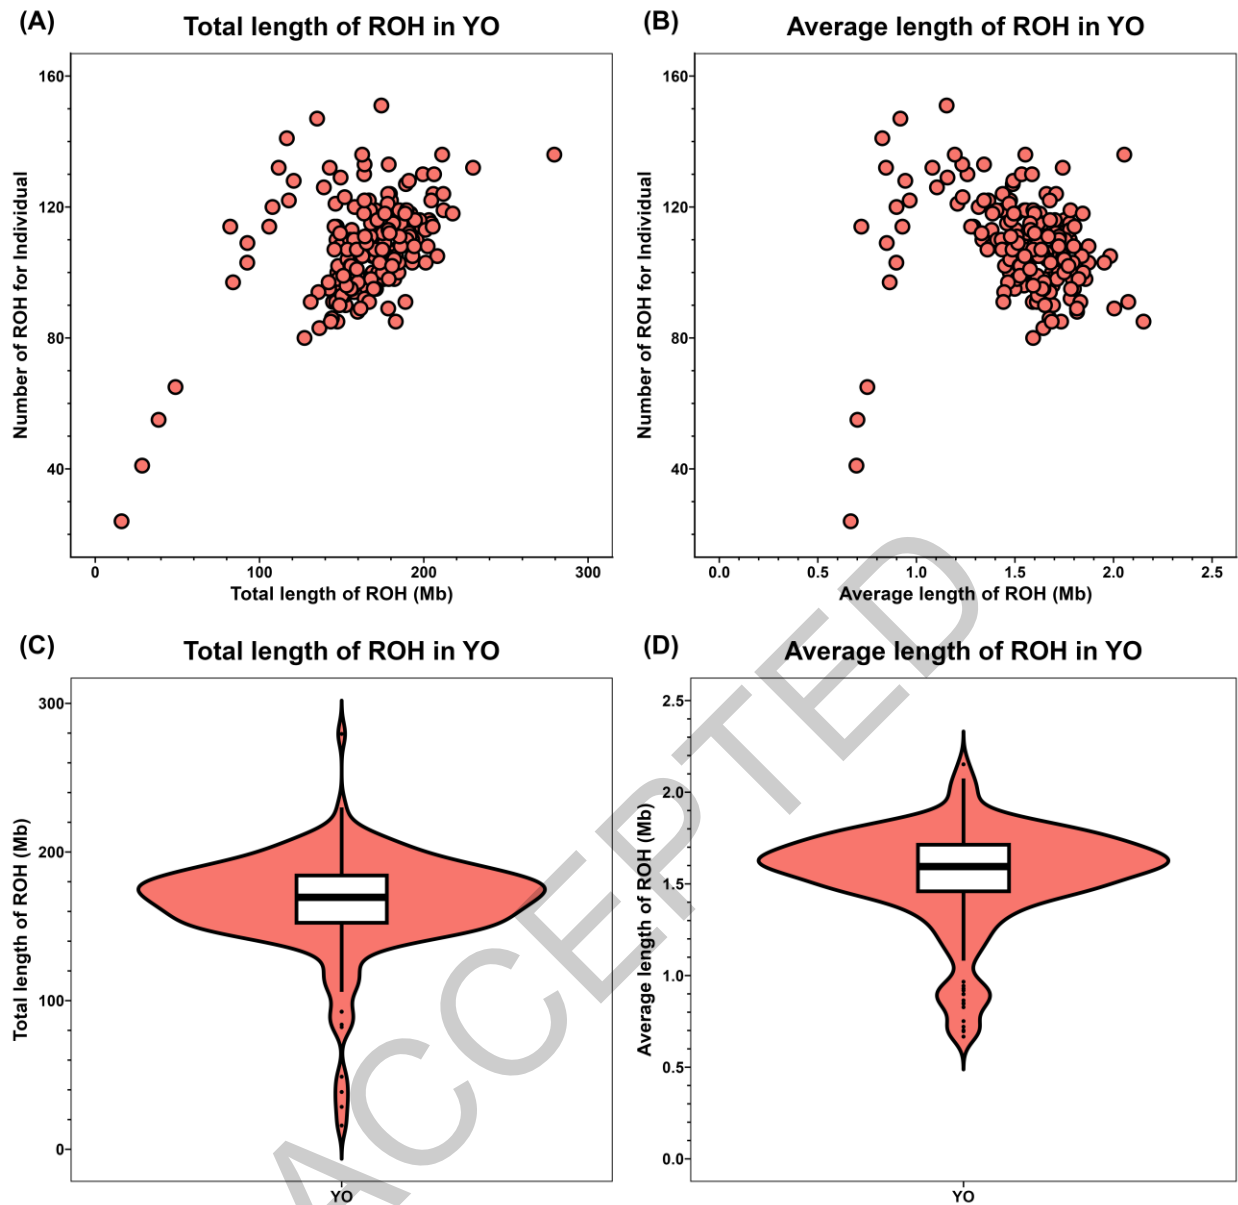 (A) Total length of ROH in YO
Number of ROH for Individual
160
120
80
40
0 100 200 300
Total length of ROH (Mb)
(B) Average length of ROH in YO
Number of ROH for Individual
160
120
80
40
0.0 0.5 1.0 1.5 2.0 2.5
Average length of ROH (Mb)
(C) Total length of ROH in YO
Total length of ROH (Mb)
300
200
100
0
YO
(D) Average length of ROH in YO
Average length of ROH (Mb)
2.5
2.0
1.5
1.0
0.5
0.0
YO
ACCEPTED